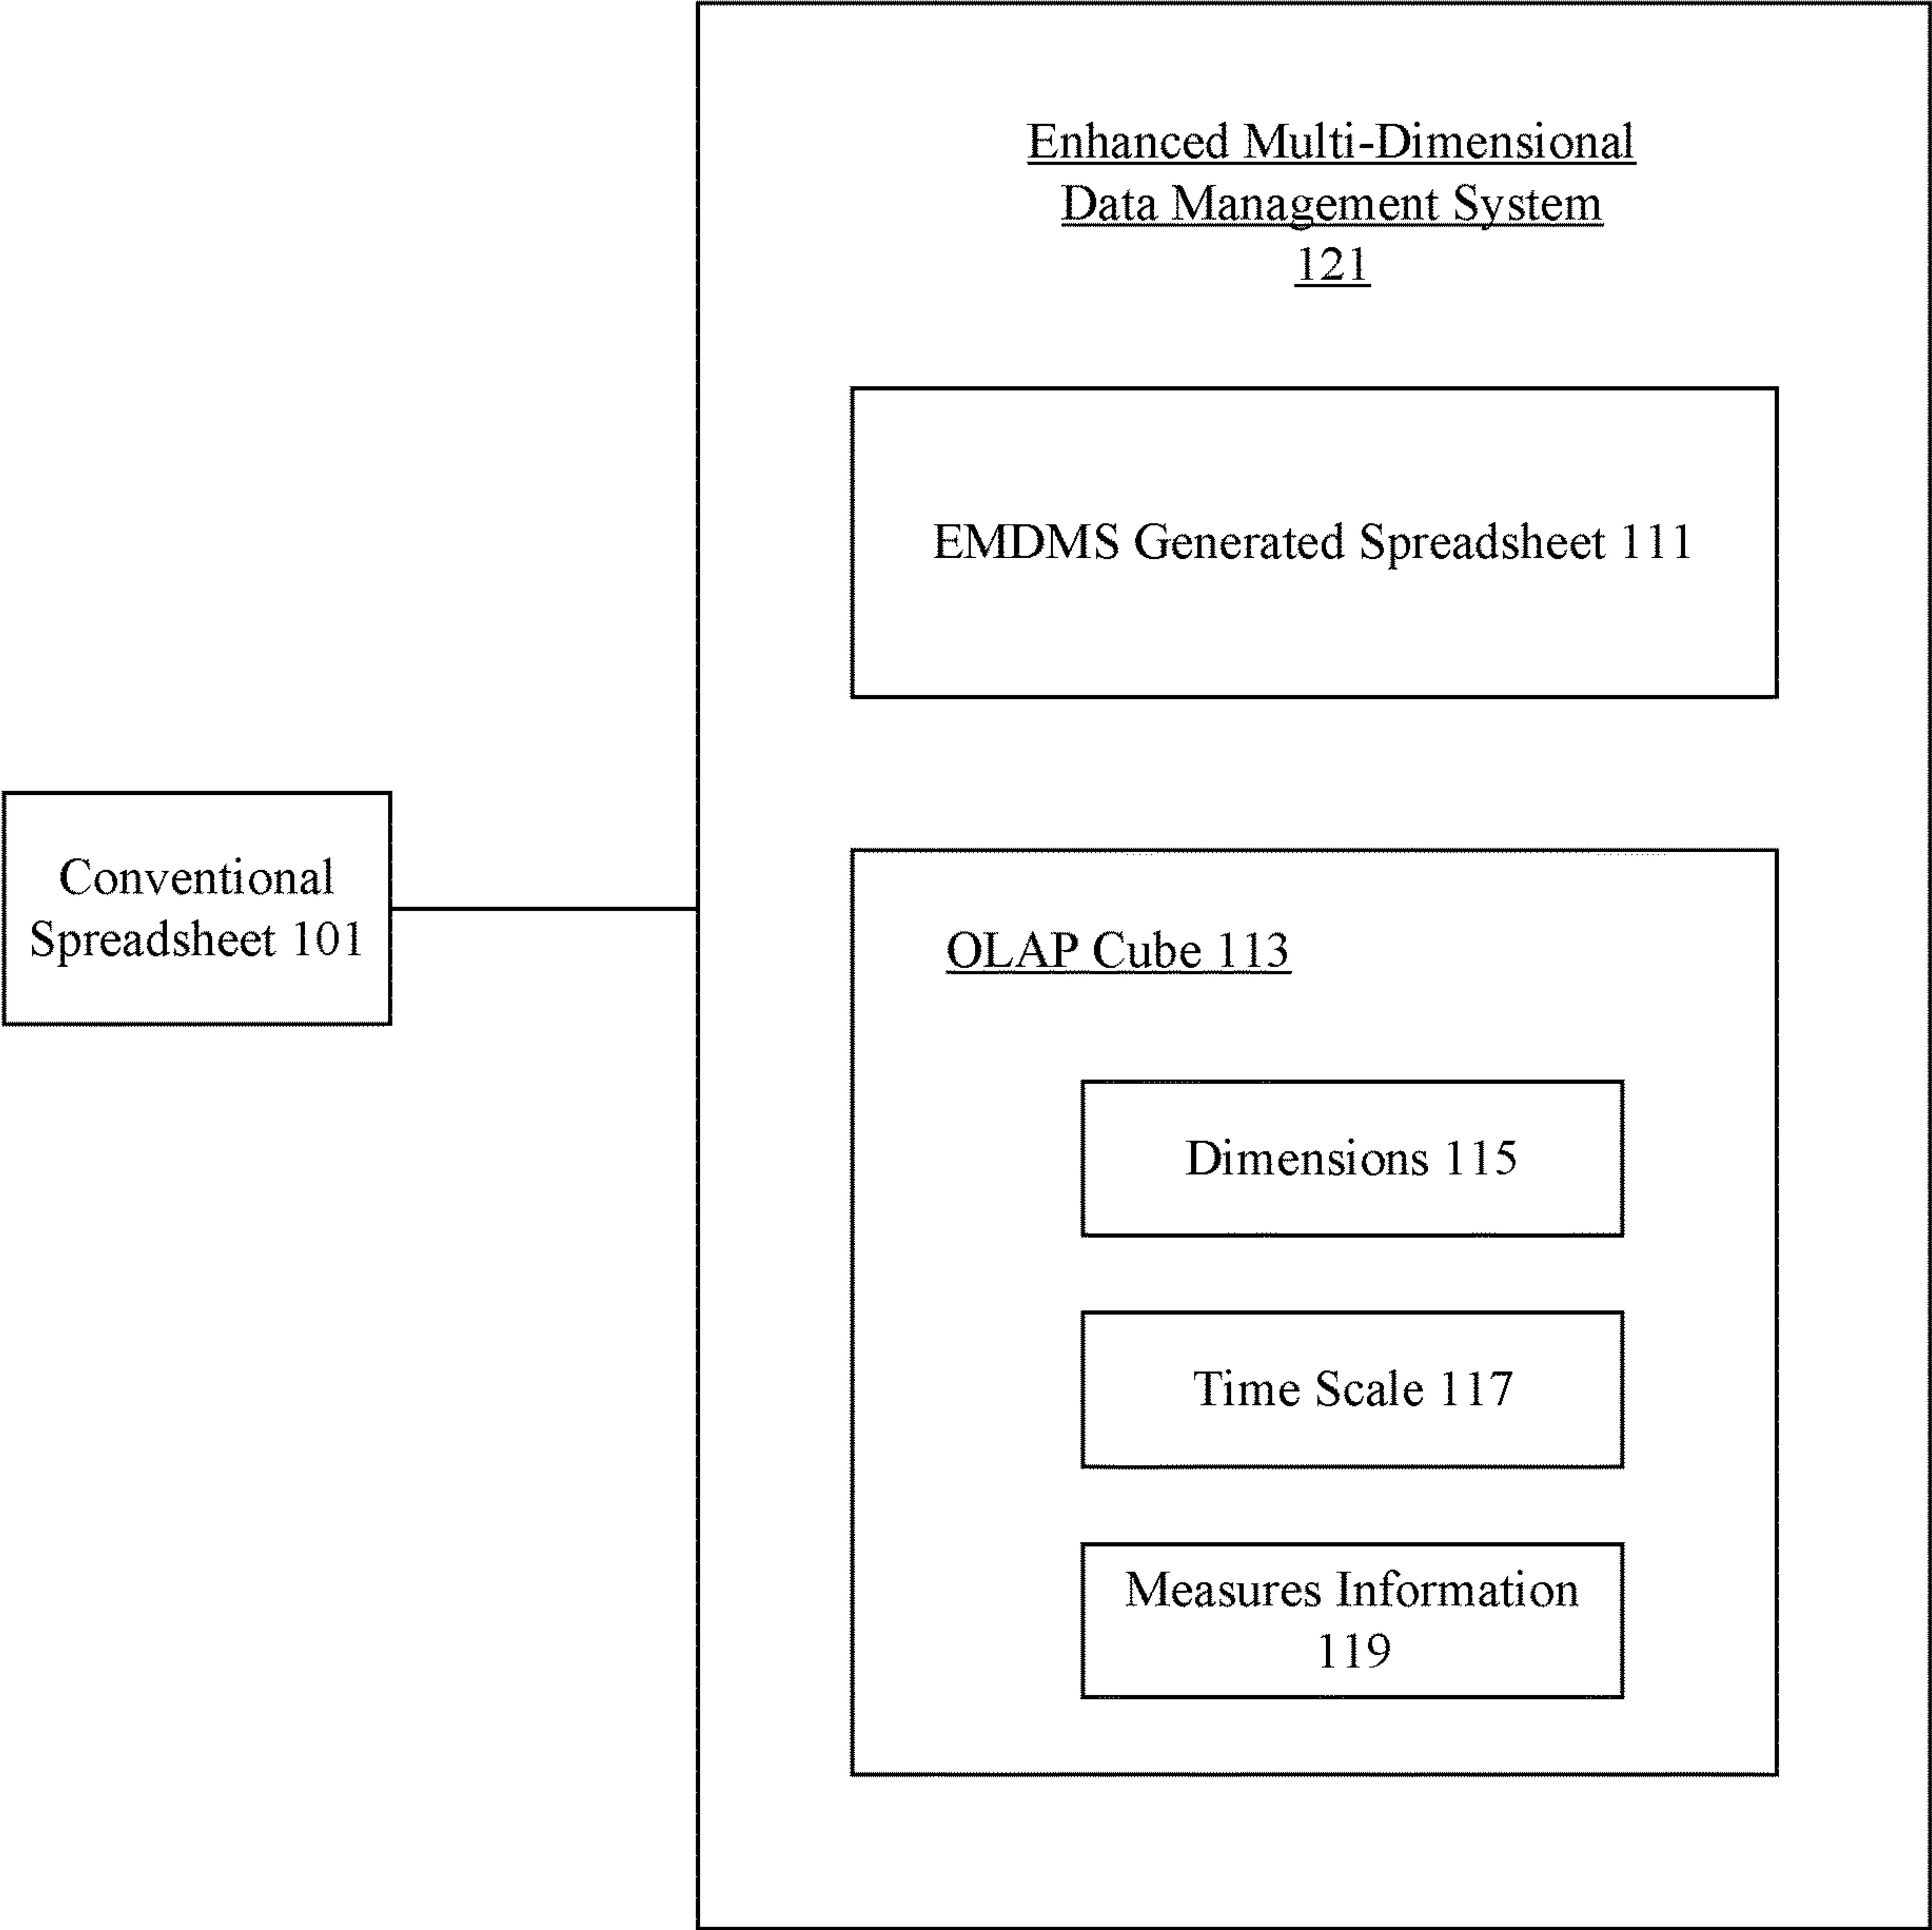 Enhanced Multi-Dimensional
Data Management System
121
EMDMS Generated Spreadsheet 111
Conventional
Spreadsheet 101
OLAP Cube 113
Dimensions 115
Time Scale 117
Measures Information
119